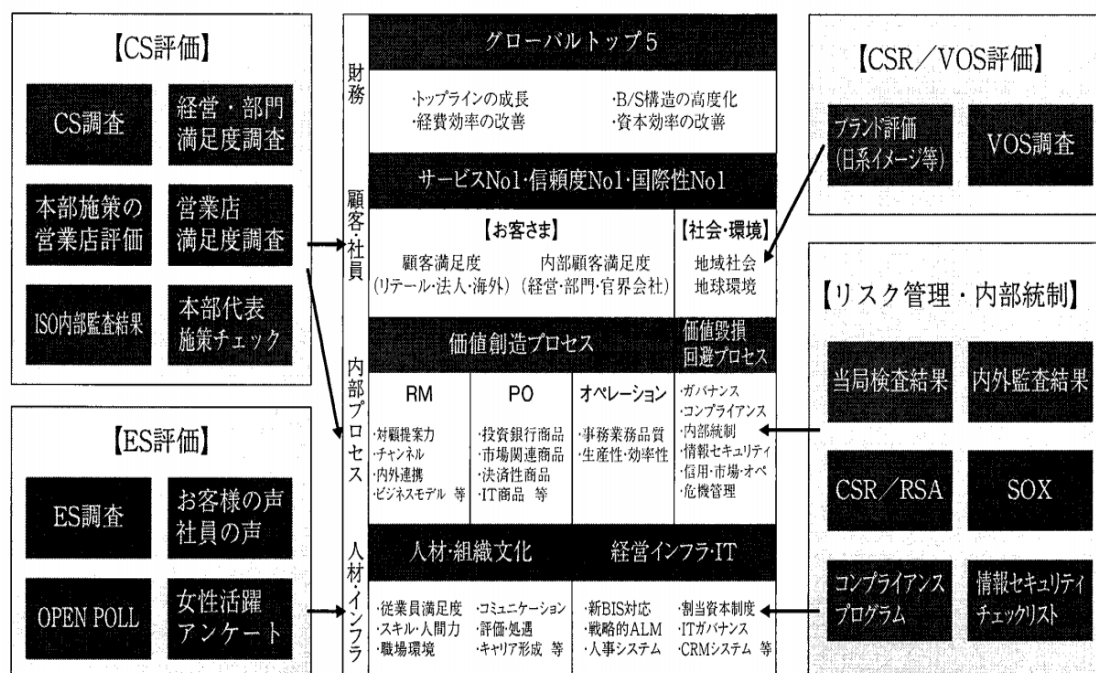 【CS評価】
CS調査
経営・部門
満足度調査
本部施策の
営業店評価
営業店
満足度調査
ISO内部監査結果
本部代表
施策チェック
【ES評価】
ES調査
お客様の声
社員の声
OPEN POLL
女性活躍
アンケート
財務
グローバルトップ5
・トップラインの成長
・経費効率の改善
・B/S構造の高度化
・資本効率の改善
顧客・社員
サービスNo1・信頼度No1・国際性No1
【お客さま】
顧客満足度
(リテール・法人・海外)
内部顧客満足度
(経営・部門・官界会社)
【社会・環境】
地域社会
地球環境
内部プロセス
価値創造プロセス
価値毀損
回避プロセス
RM
・対顧提案力
・チャンネル
・内外連携
・ビジネスモデル 等
PO
・投資銀行商品
・市場関連商品
・決済性商品
・IT商品 等
オペレーション
・事務業務品質
・生産性・効率性
・ガバナンス
・コンプライアンス
・内部統制
・情報セキュリティ
・信用・市場・オペ
・危機管理
人材・インフラ
人材・組織文化
経営インフラ・IT
・従業員満足度
・スキル・人間力
・職場環境
・コミュニケーション
・評価・処遇
・キャリア形成 等
・新BIS対応
・戦略的ALM
・人事システム
・割当資本制度
・ITガバナンス
・CRMシステム 等
【CSR／VOS評価】
ブランド評価
(日系イメージ等)
VOS調査
【リスク管理・内部統制】
当局検査結果
内外監査結果
CSR／RSA
SOX
コンプライアンス
プログラム
情報セキュリティ
チェックリスト